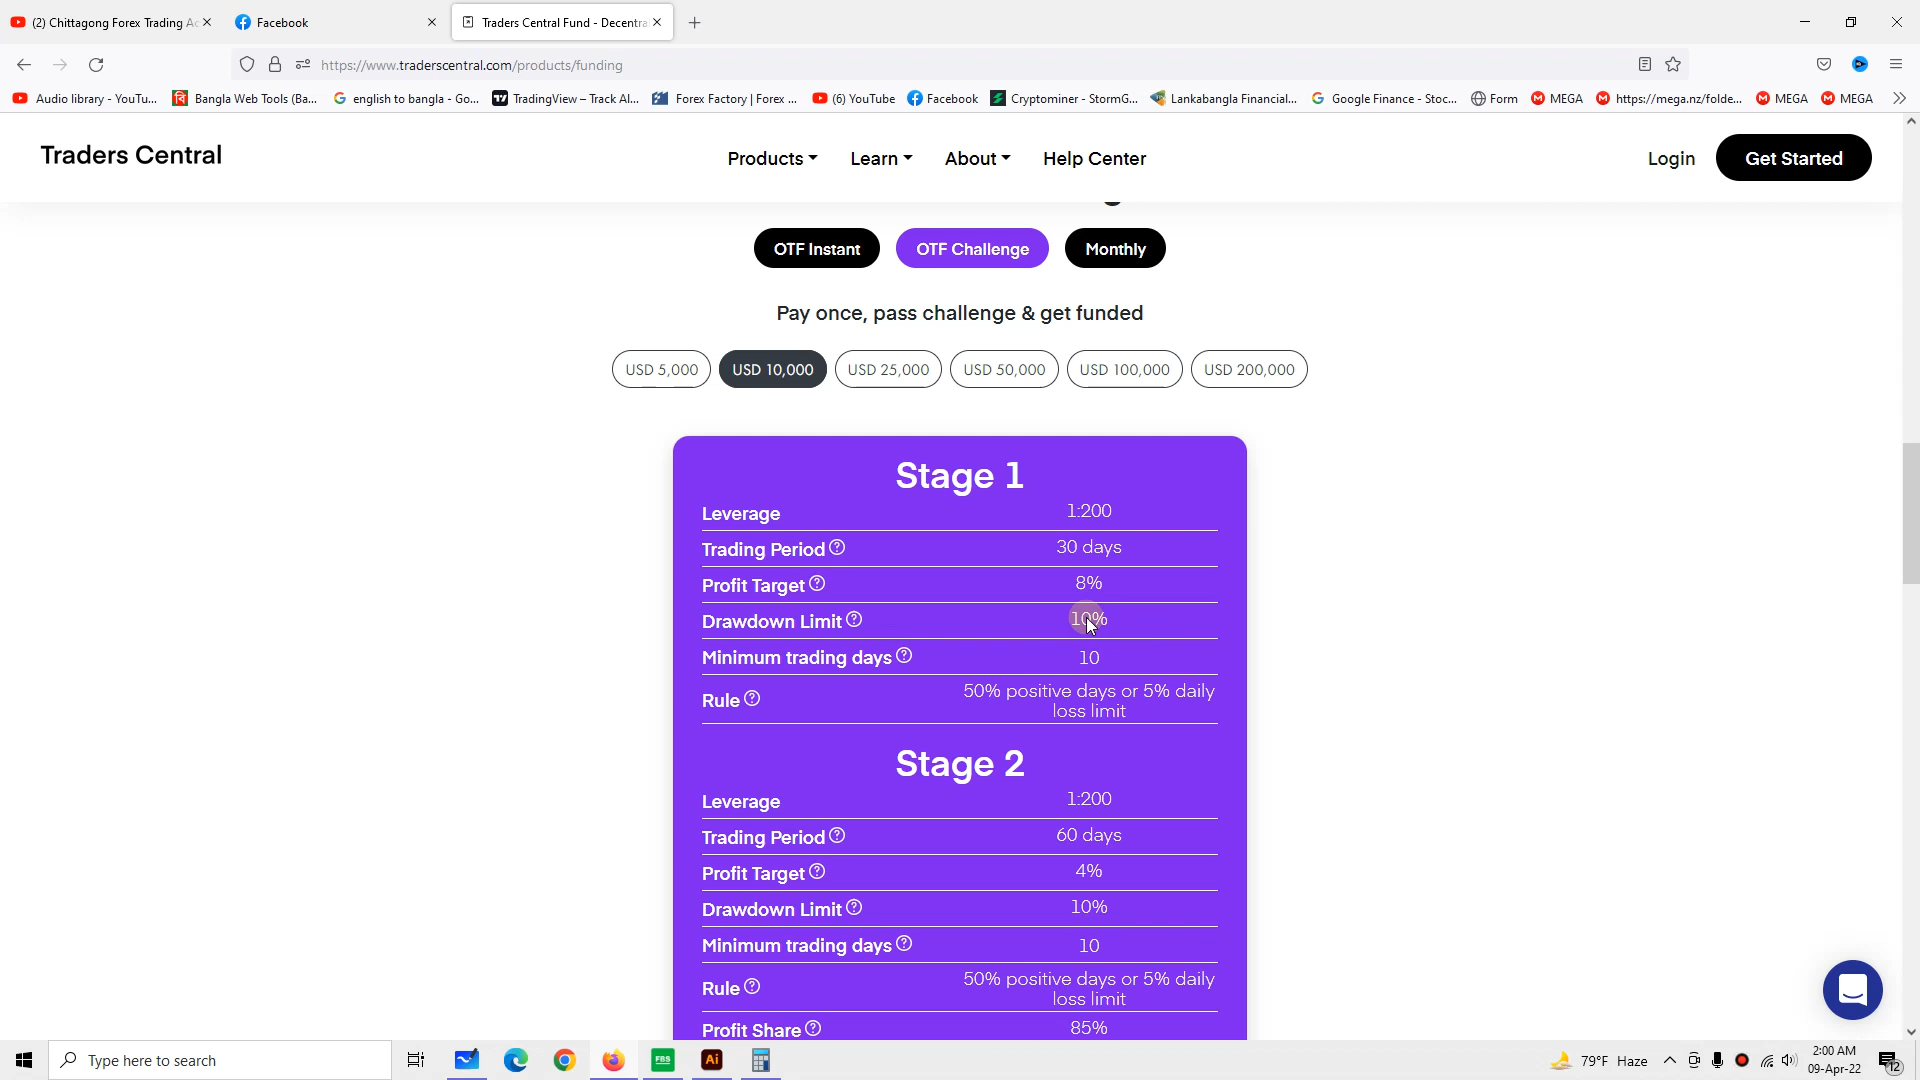 (2) Chittagong Forex Trading Ac
Facebook
Traders Central Fund - Decentra
https://www.traderscentral.com/products/funding
Audio library - YouTu...
Bangla Web Tools (Ba...
english to bangla - Go...
TradingView – Track Al...
Forex Factory | Forex ...
(6) YouTube
Facebook
Cryptominer - StormG...
Lankabangla Financial...
Google Finance - Stoc...
Form
MEGA
https://mega.nz/folde...
MEGA
MEGA
Traders Central
Products
Learn
About
Help Center
Login
Get Started
OTF Instant
OTF Challenge
Monthly
Pay once, pass challenge & get funded
USD 5,000
USD 10,000
USD 25,000
USD 50,000
USD 100,000
USD 200,000
Stage 1
Leverage 1:200
Trading Period 30 days
Profit Target 8%
Drawdown Limit 10%
Minimum trading days 10
Rule 50% positive days or 5% daily
loss limit
Stage 2
Leverage 1:200
Trading Period 60 days
Profit Target 4%
Drawdown Limit 10%
Minimum trading days 10
Rule 50% positive days or 5% daily
loss limit
Profit Share 85%
Type here to search
FBS
Ai
79°F Haze
2:00 AM
09-Apr-22
12